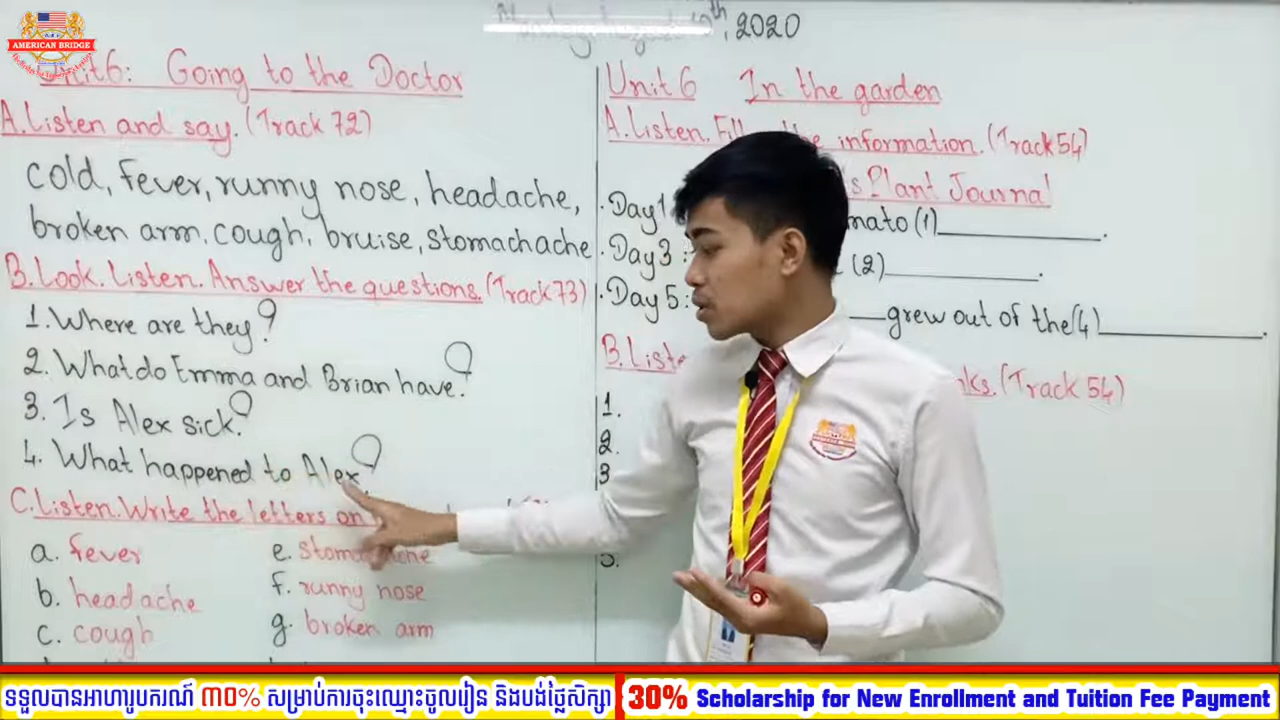 AMERICAN BRIDGE
, 2020
Unit 6: Going to the Doctor
A. Listen and say. (Track 72)
cold, fever, runny nose, headache,
broken arm, cough, bruise, stomachache
B. Look. Listen. Answer the questions. (Track 73)
1. Where are they?
2. What do Emma and Brian have?
3. Is Alex sick?
4. What happened to Alex?
C. Listen. Write the letters on
a. fever
b. headache
c. cough
e. stomachache
f. runny nose
g. broken arm
Unit 6 In the garden
A. Listen. Fill the information. (Track 54)
's Plant Journal
. Day 1 mato (1)__________.
. Day 3 : (2)__________.
. Day 5 : ____grew out of the (4)__________.
B. Liste nks. (Track 54)
1.
2.
3
5.
ទទួលបានអាហារូបករណ៍ ៣០% សម្រាប់ការចុះឈ្មោះចូលរៀន និងបង់ថ្លៃសិក្សា
30% Scholarship for New Enrollment and Tuition Fee Payment